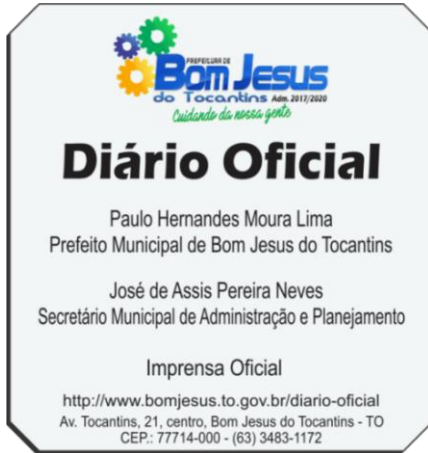 PREFEITURA DE
Bom Jesus
do Tocantins Adm. 2017/2020
Cuidando da nossa gente
Diário Oficial
Paulo Hernandes Moura Lima
Prefeito Municipal de Bom Jesus do Tocantins
José de Assis Pereira Neves
Secretário Municipal de Administração e Planejamento
Imprensa Oficial
http://www.bomjesus.to.gov.br/diario-oficial
Av. Tocantins, 21, centro, Bom Jesus do Tocantins - TO
CEP.: 77714-000 - (63) 3483-1172